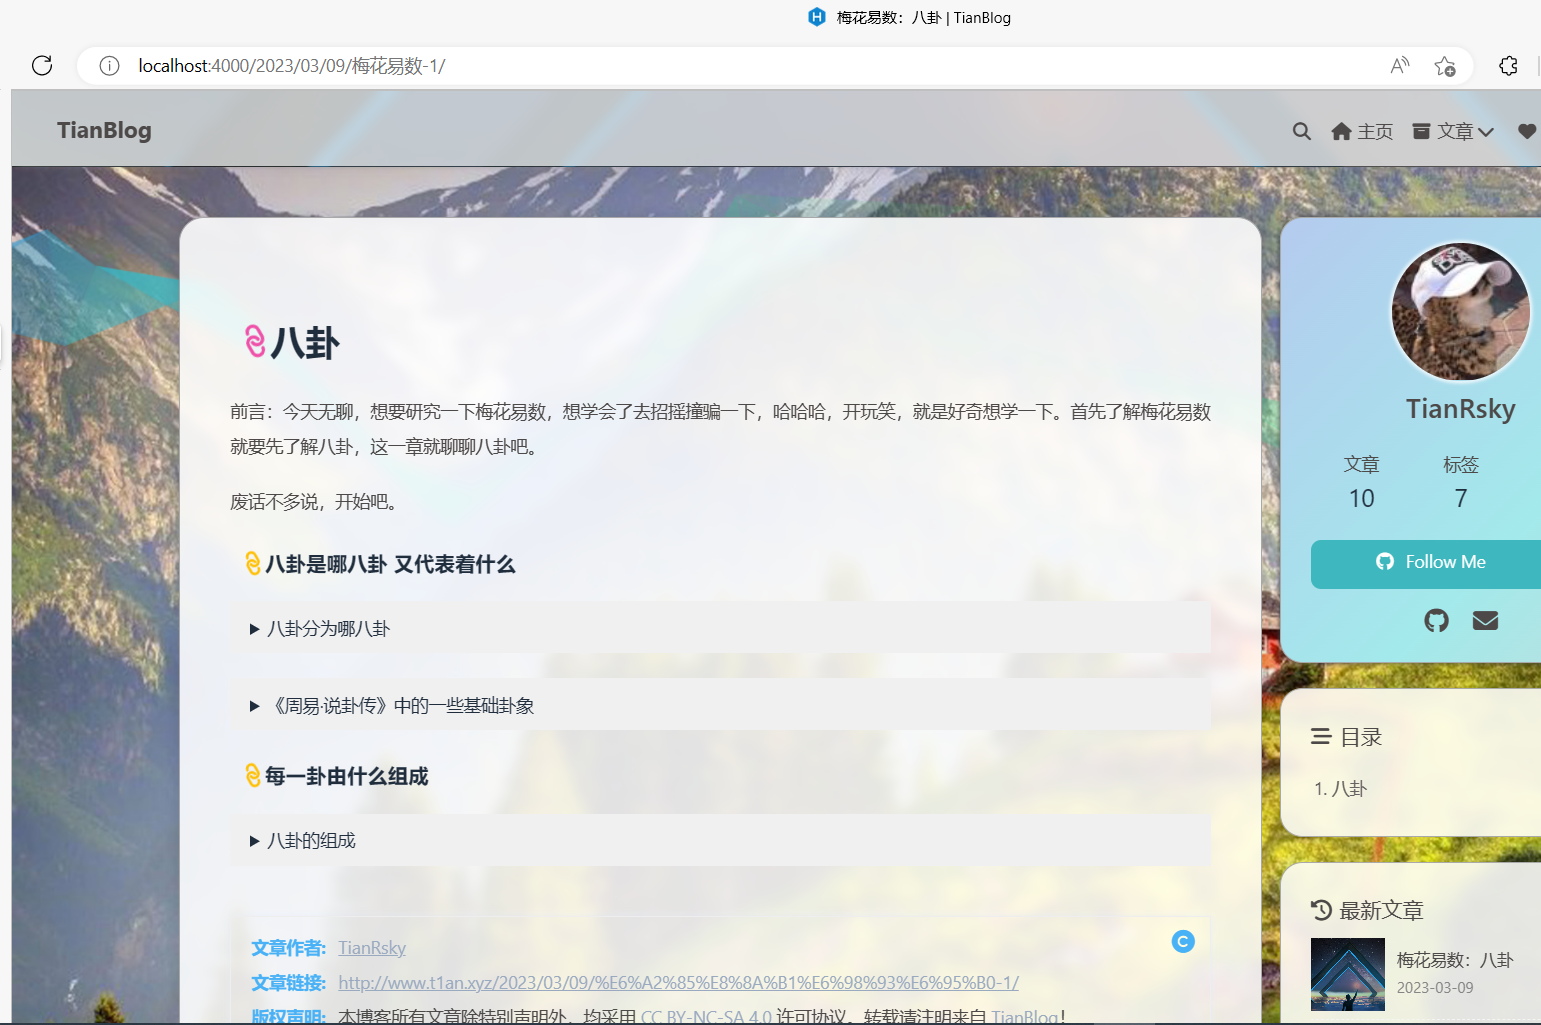 梅花易数：八卦 | TianBlog
localhost:4000/2023/03/09/梅花易数-1/
TianBlog
主页 文章
八卦
前言：今天无聊，想要研究一下梅花易数，想学会了去招摇撞骗一下，哈哈哈，开玩笑，就是好奇想学一下。首先了解梅花易数
就要先了解八卦，这一章就聊聊八卦吧。
废话不多说，开始吧。
八卦是哪八卦 又代表着什么
八卦分为哪八卦
《周易·说卦传》中的一些基础卦象
每一卦由什么组成
八卦的组成
文章作者: TianRsky
文章链接: http://www.t1an.xyz/2023/03/09/%E6%A2%85%E8%8A%B1%E6%98%93%E6%95%B0-1/
版权声明: 本博客所有文章除特别声明外，均采用 CC BY-NC-SA 4.0 许可协议。转载请注明来自 TianBlog！
TianRsky
文章 标签
10 7
Follow Me
目录
1. 八卦
最新文章
梅花易数：八卦
2023-03-09